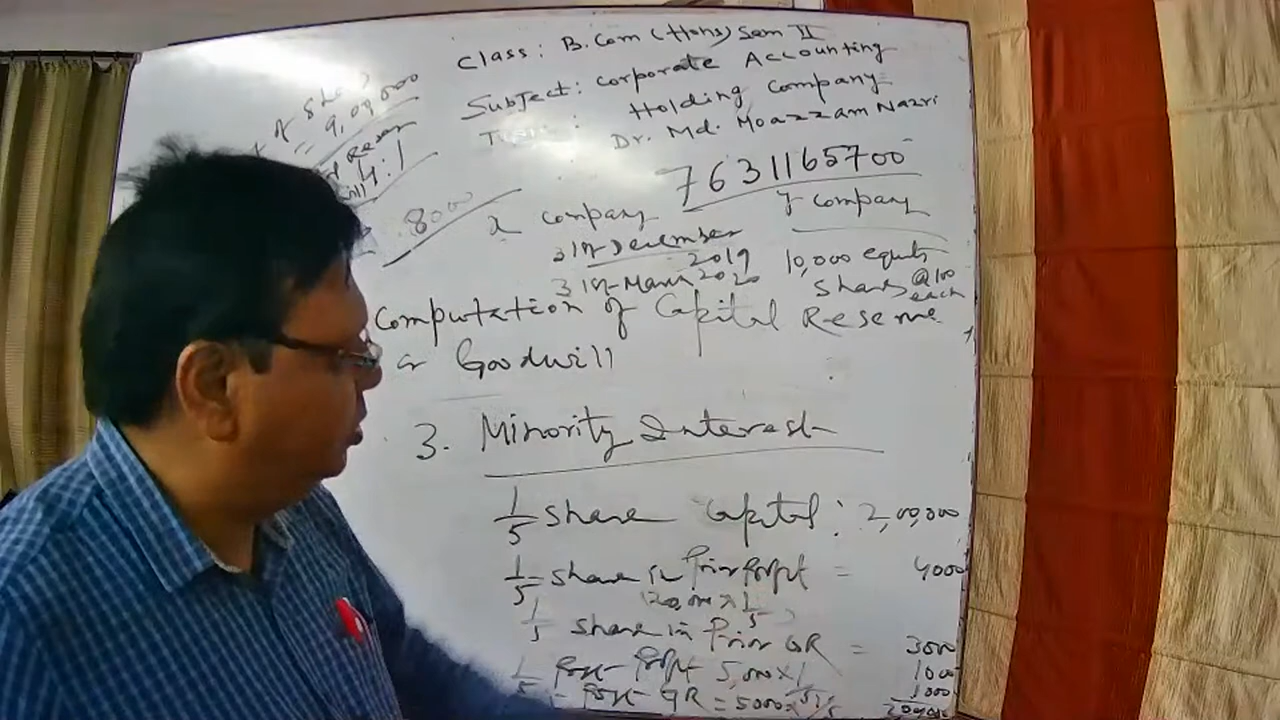 Class: B.Com (Hons) Sem II
Subject: Corporate Accounting
Holding Company
Dr. Md. Moazzam Nazri
7631165700
9,00,000
4:1
8000
x company
y company
31st December
2019
31st March 2020
10,000 equity
shares @100
each
Computation of Capital Reserve
or Goodwill
3. Minority Interest
1/5 Share Capital: 2,00,000
1/5 Share in Prior Profit = 4000
20,000 x 1/5
1/5 Share in Prior GR = 3000
1/5 Post-Profit 5,000 x 1/5 1000
Post-GR = 5000 x 1/5 1000